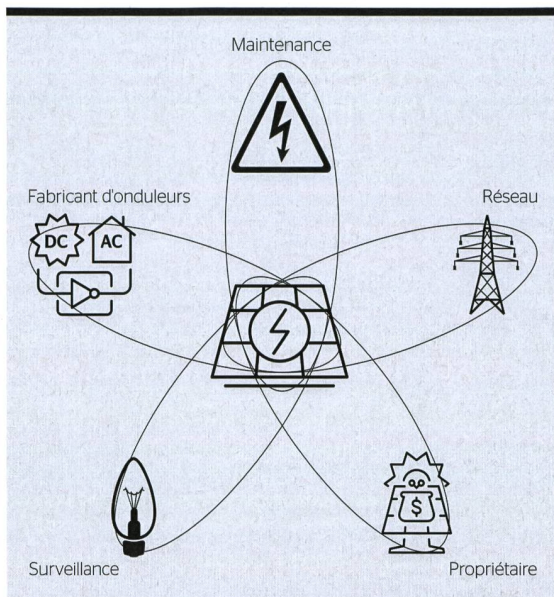 Maintenance
Fabricant d'onduleurs
Réseau
DC
AC
$
Surveillance
Propriétaire